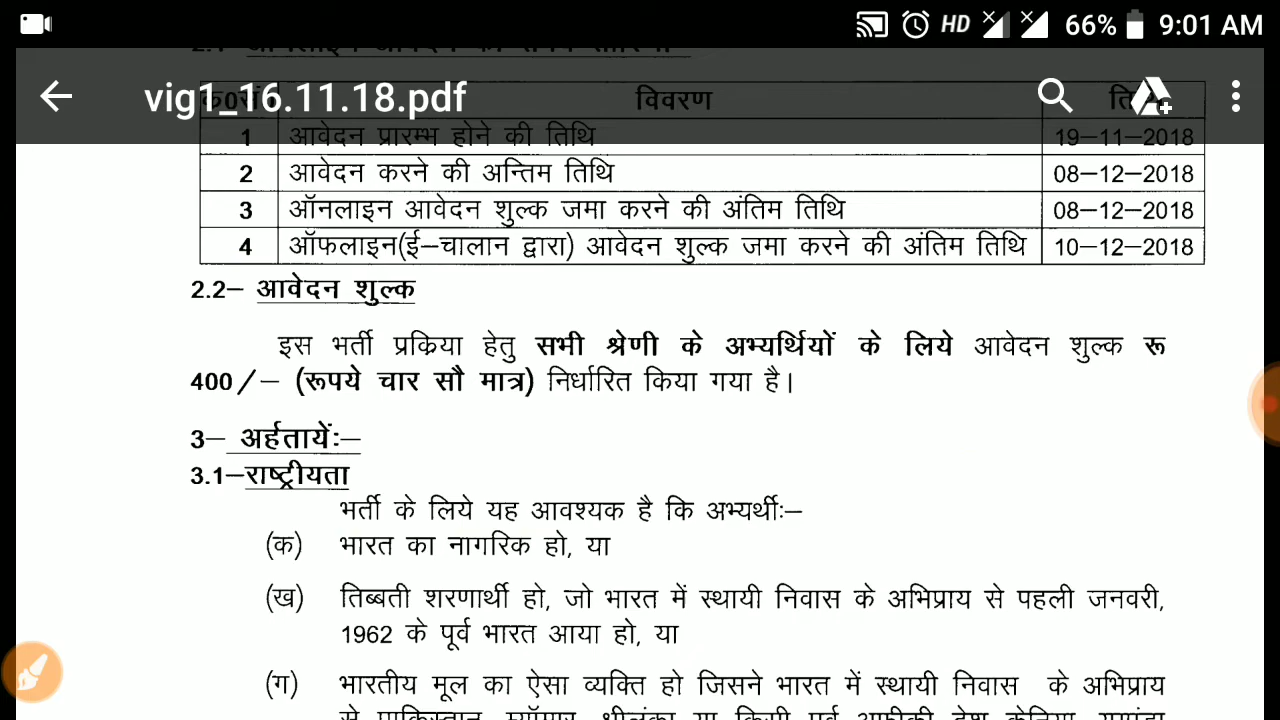 HD 66% 9:01 AM
vig1_16.11.18.pdf
विवरण
1 आवेदन प्रारम्भ होने की तिथि 19–11–2018
2 आवेदन करने की अन्तिम तिथि 08–12–2018
3 ऑनलाइन आवेदन शुल्क जमा करने की अंतिम तिथि 08–12–2018
4 ऑफलाइन(ई–चालान द्वारा) आवेदन शुल्क जमा करने की अंतिम तिथि 10–12–2018
2.2– आवेदन शुल्क
इस भर्ती प्रक्रिया हेतु सभी श्रेणी के अभ्यर्थियों के लिये आवेदन शुल्क रू
400/– (रूपये चार सौ मात्र) निर्धारित किया गया है।
3– अर्हतायेंः–
3.1–राष्ट्रीयता
भर्ती के लिये यह आवश्यक है कि अभ्यर्थीः–
(क) भारत का नागरिक हो, या
(ख) तिब्बती शरणार्थी हो, जो भारत में स्थायी निवास के अभिप्राय से पहली जनवरी,
1962 के पूर्व भारत आया हो, या
(ग) भारतीय मूल का ऐसा व्यक्ति हो जिसने भारत में स्थायी निवास के अभिप्राय